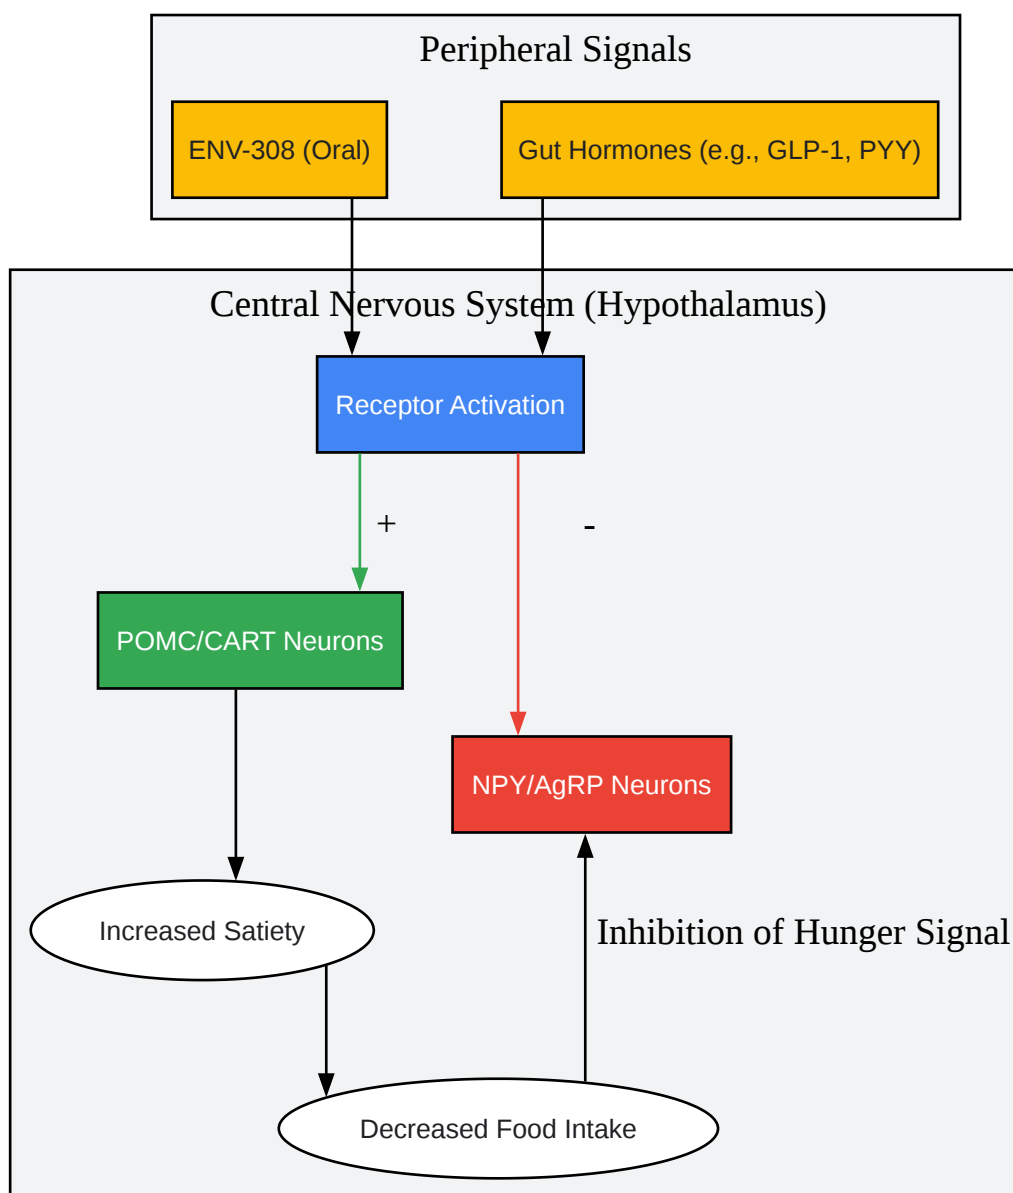 Peripheral Signals
ENV-308 (Oral)
Gut Hormones (e.g., GLP-1, PYY)
Central Nervous System (Hypothalamus)
Receptor Activation
+
-
POMC/CART Neurons
NPY/AgRP Neurons
Increased Satiety
Inhibition of Hunger Signal
Decreased Food Intake